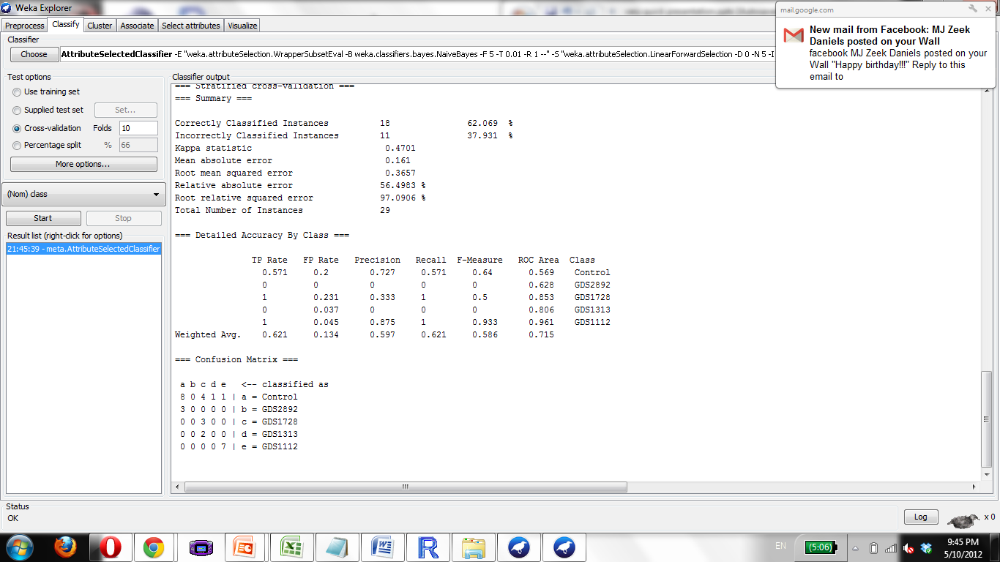 Weka Explorer
mail.google.com
New mail from Facebook: MJ Zeek
Daniels posted on your Wall
facebook MJ Zeek Daniels posted on your
Wall "Happy birthday!!!" Reply to this
email to
Preprocess Classify Cluster Associate Select attributes Visualize
Classifier
Choose AttributeSelectedClassifier -E "weka.attributeSelection.WrapperSubsetEval -B weka.classifiers.bayes.NaiveBayes -F 5 -T 0.01 -R 1 --" -S "weka.attributeSelection.LinearForwardSelection -D 0 -N 5 -I
Test options
Use training set
Supplied test set Set...
Cross-validation Folds 10
Percentage split % 66
More options...
(Nom) class
Start Stop
Result list (right-click for options)
21:45:39 - meta.AttributeSelectedClassifier
Classifier output
=== Stratified cross-validation ===
=== Summary ===
Correctly Classified Instances 18 62.069 %
Incorrectly Classified Instances 11 37.931 %
Kappa statistic 0.4701
Mean absolute error 0.161
Root mean squared error 0.3657
Relative absolute error 56.4983 %
Root relative squared error 97.0906 %
Total Number of Instances 29
=== Detailed Accuracy By Class ===
TP Rate FP Rate Precision Recall F-Measure ROC Area Class
0.571 0.2 0.727 0.571 0.64 0.569 Control
0 0 0 0 0 0.628 GDS2892
1 0.231 0.333 1 0.5 0.853 GDS1728
0 0.037 0 0 0 0.806 GDS1313
1 0.045 0.875 1 0.933 0.961 GDS1112
Weighted Avg. 0.621 0.134 0.597 0.621 0.586 0.715
=== Confusion Matrix ===
a b c d e <-- classified as
8 0 4 1 1 | a = Control
3 0 0 0 0 | b = GDS2892
0 0 3 0 0 | c = GDS1728
0 0 2 0 0 | d = GDS1313
0 0 0 0 7 | e = GDS1112
Status
OK
Log x 0
EN (5:06) 9:45 PM
5/10/2012